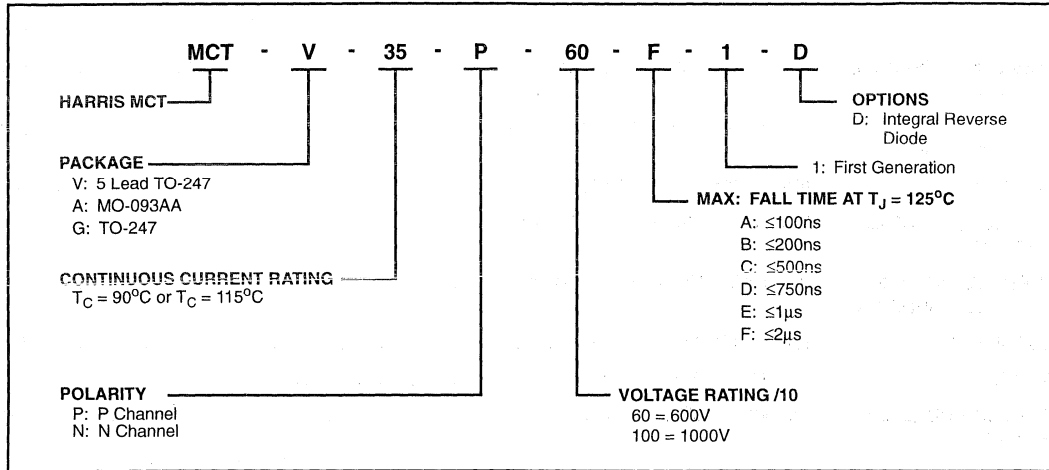 MCT - V - 35 - P - 60 - F - 1 - D
HARRIS MCT
PACKAGE
V: 5 Lead TO-247
A: MO-093AA
G: TO-247
CONTINUOUS CURRENT RATING
TC = 90°C or TC = 115°C
POLARITY
P: P Channel
N: N Channel
OPTIONS
D: Integral Reverse
Diode
1: First Generation
MAX: FALL TIME AT TJ = 125°C
A: ≤100ns
B: ≤200ns
C: ≤500ns
D: ≤750ns
E: ≤1μs
F: ≤2μs
VOLTAGE RATING /10
60 = 600V
100 = 1000V